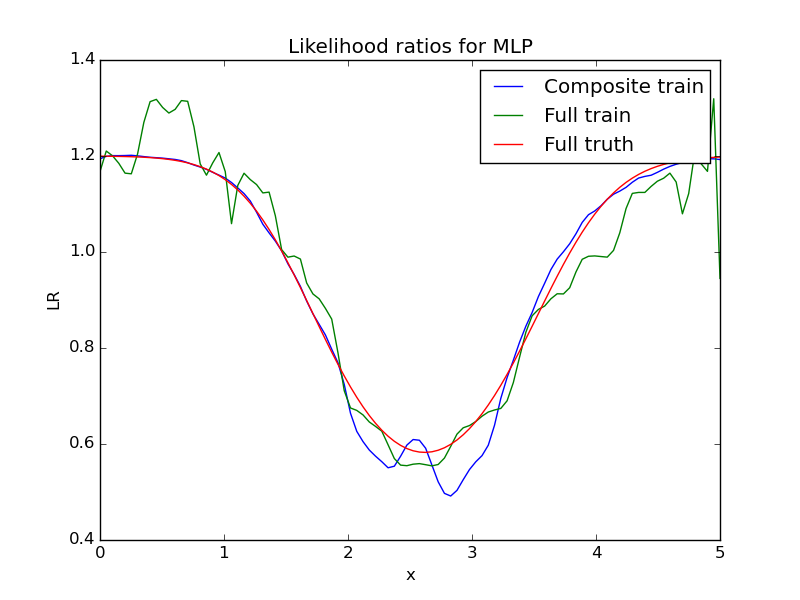 Likelihood ratios for MLP
Composite train
Full train
Full truth
LR
1.4
1.2
1.0
0.8
0.6
0.4
0 1 2 3 4 5
x